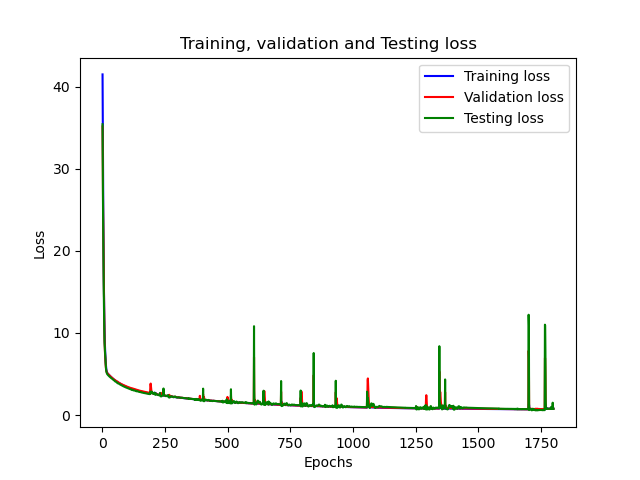 Training, validation and Testing loss
Training loss
Validation loss
Testing loss
Loss
40
30
20
10
0
0 250 500 750 1000 1250 1500 1750
Epochs